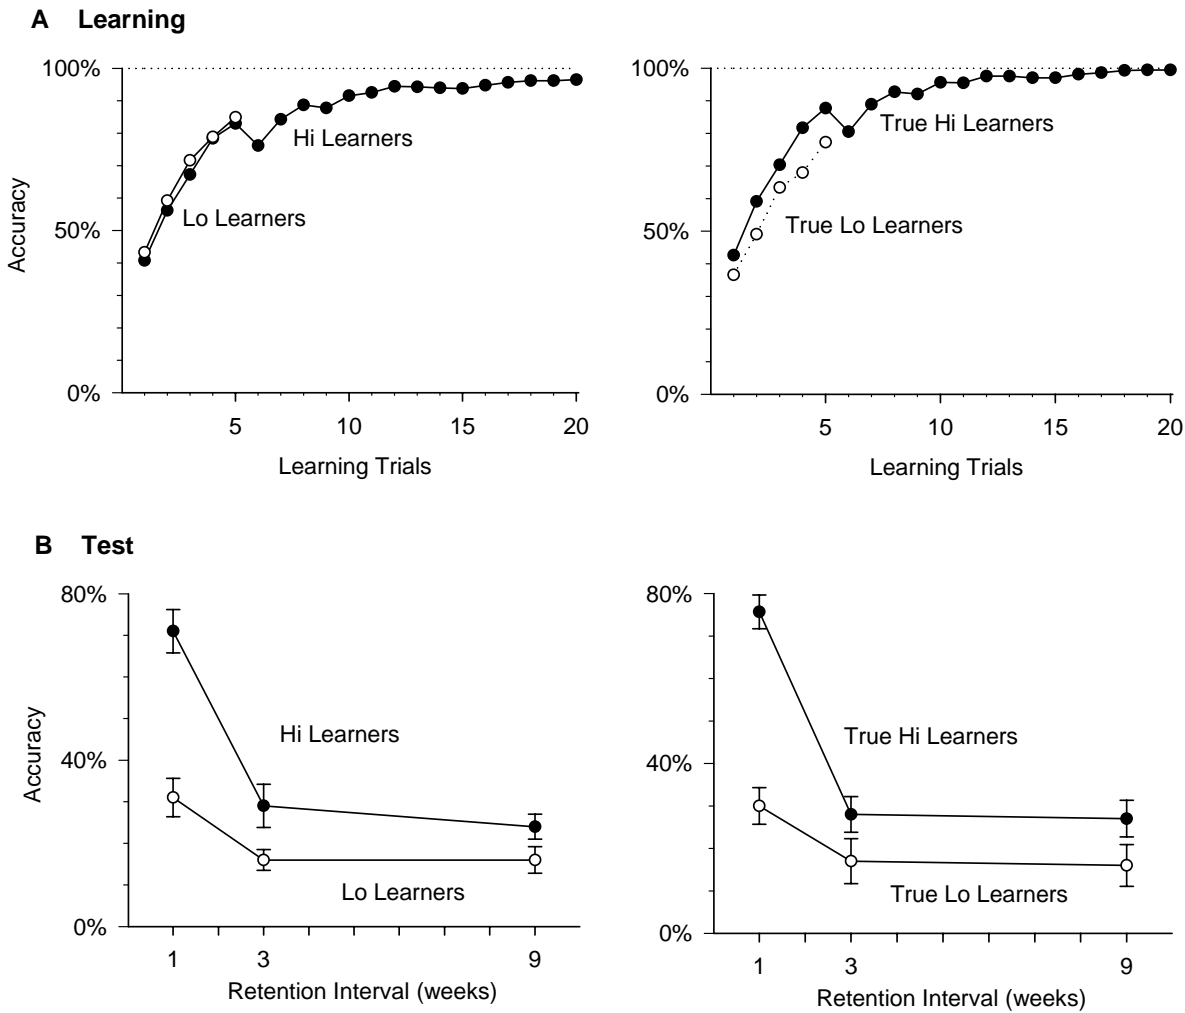 A Learning
100%
50%
0%
Accuracy
Hi Learners
Lo Learners
5 10 15 20
Learning Trials
100%
50%
0%
True Hi Learners
True Lo Learners
5 10 15 20
Learning Trials
B Test
80%
40%
0%
Accuracy
Hi Learners
Lo Learners
1 3 9
Retention Interval (weeks)
80%
40%
0%
True Hi Learners
True Lo Learners
1 3 9
Retention Interval (weeks)